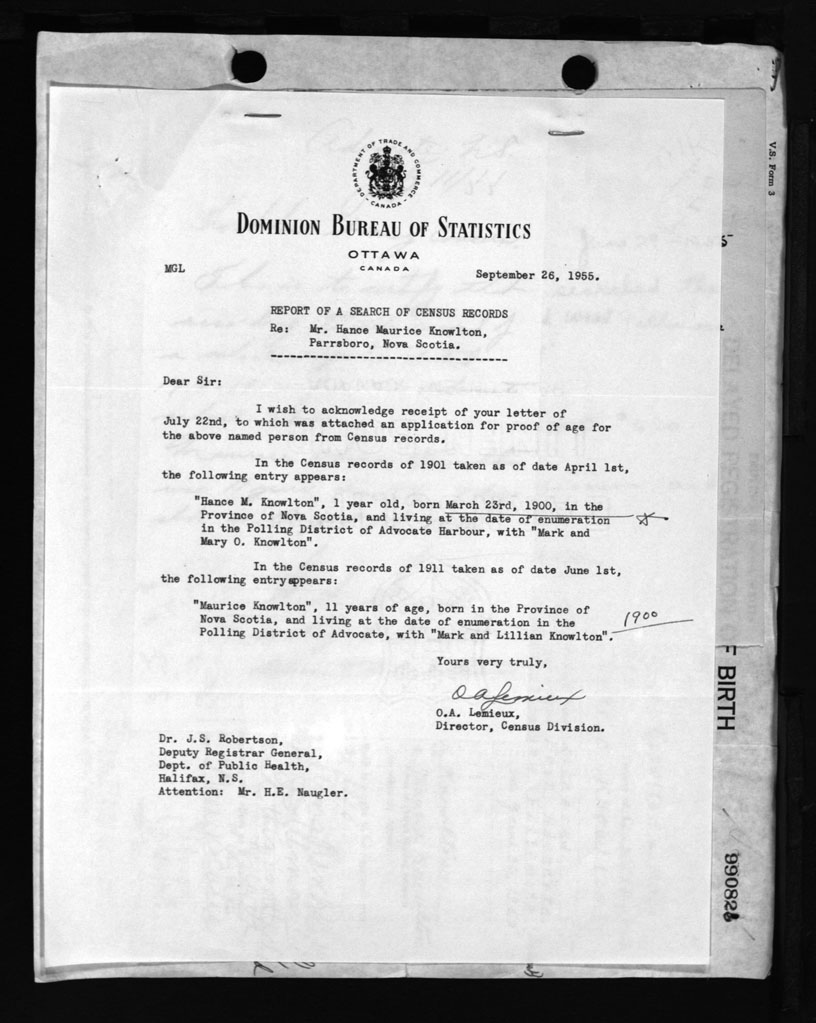 DEPARTMENT OF TRADE AND COMMERCE
CANADA
DOMINION BUREAU OF STATISTICS
OTTAWA
CANADA
MGL
September 26, 1955.
REPORT OF A SEARCH OF CENSUS RECORDS
Re: Mr. Hance Maurice Knowlton,
Parrsboro, Nova Scotia.
Dear Sir:
I wish to acknowledge receipt of your letter of
July 22nd, to which was attached an application for proof of age for
the above named person from Census records.
In the Census records of 1901 taken as of date April 1st,
the following entry appears:
"Hance M. Knowlton", 1 year old, born March 23rd, 1900, in the
Province of Nova Scotia, and living at the date of enumeration
in the Polling District of Advocate Harbour, with "Mark and
Mary O. Knowlton".
In the Census records of 1911 taken as of date June 1st,
the following entry appears:
"Maurice Knowlton", 11 years of age, born in the Province of
Nova Scotia, and living at the date of enumeration in the
Polling District of Advocate, with "Mark and Lillian Knowlton".
1900
Yours very truly,
O A Lemieux
O.A. Lemieux,
Director, Census Division.
Dr. J.S. Robertson,
Deputy Registrar General,
Dept. of Public Health,
Halifax, N.S.
Attention: Mr. H.E. Naugler.
V.S. Form 3
F BIRTH